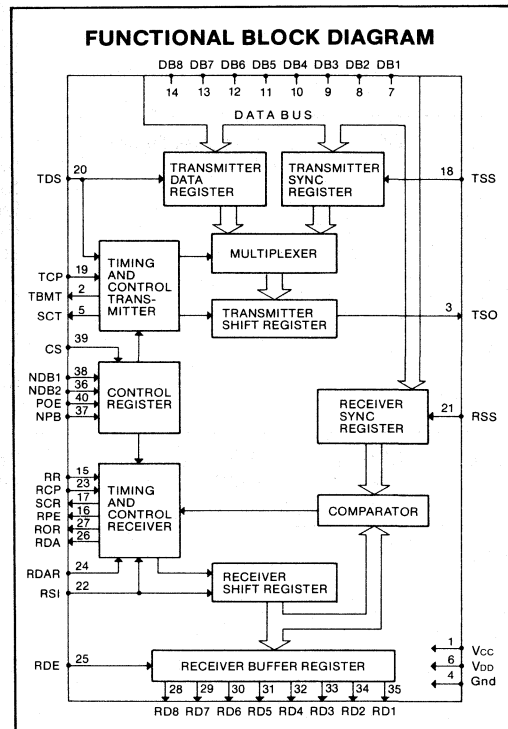 FUNCTIONAL BLOCK DIAGRAM
DB8 DB7 DB6 DB5 DB4 DB3 DB2 DB1
14 13 12 11 10 9 8 7
DATA BUS
TDS 20
TRANSMITTER
DATA
REGISTER
TRANSMITTER
SYNC
REGISTER
18 TSS
MULTIPLEXER
TIMING
AND
CONTROL
TRANS-
MITTER
TCP 19
TBMT 2
SCT 5
TRANSMITTER
SHIFT REGISTER
3 TSO
CS 39
NDB1 38
NDB2 36
POE 40
NPB 37
CONTROL
REGISTER
RECEIVER
SYNC
REGISTER
21 RSS
RR 15
RCP 23
SCR 17
RPE 16
ROR 27
RDA 26
TIMING
AND
CONTROL
RECEIVER
COMPARATOR
RDAR 24
RSI 22
RECEIVER
SHIFT REGISTER
RDE 25
RECEIVER BUFFER REGISTER
1 VCC
6 VDD
4 Gnd
28 29 30 31 32 33 34 35
RD8 RD7 RD6 RD5 RD4 RD3 RD2 RD1